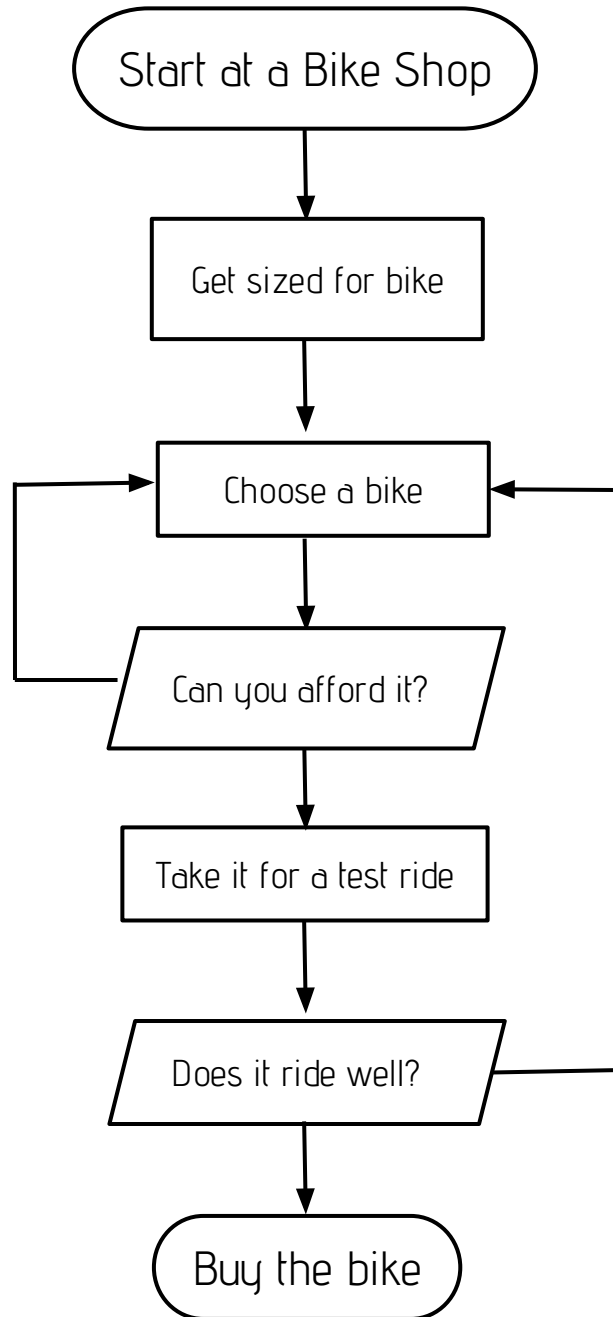 Start at a Bike Shop
Get sized for bike
Choose a bike
Can you afford it?
Take it for a test ride
Does it ride well?
Buy the bike